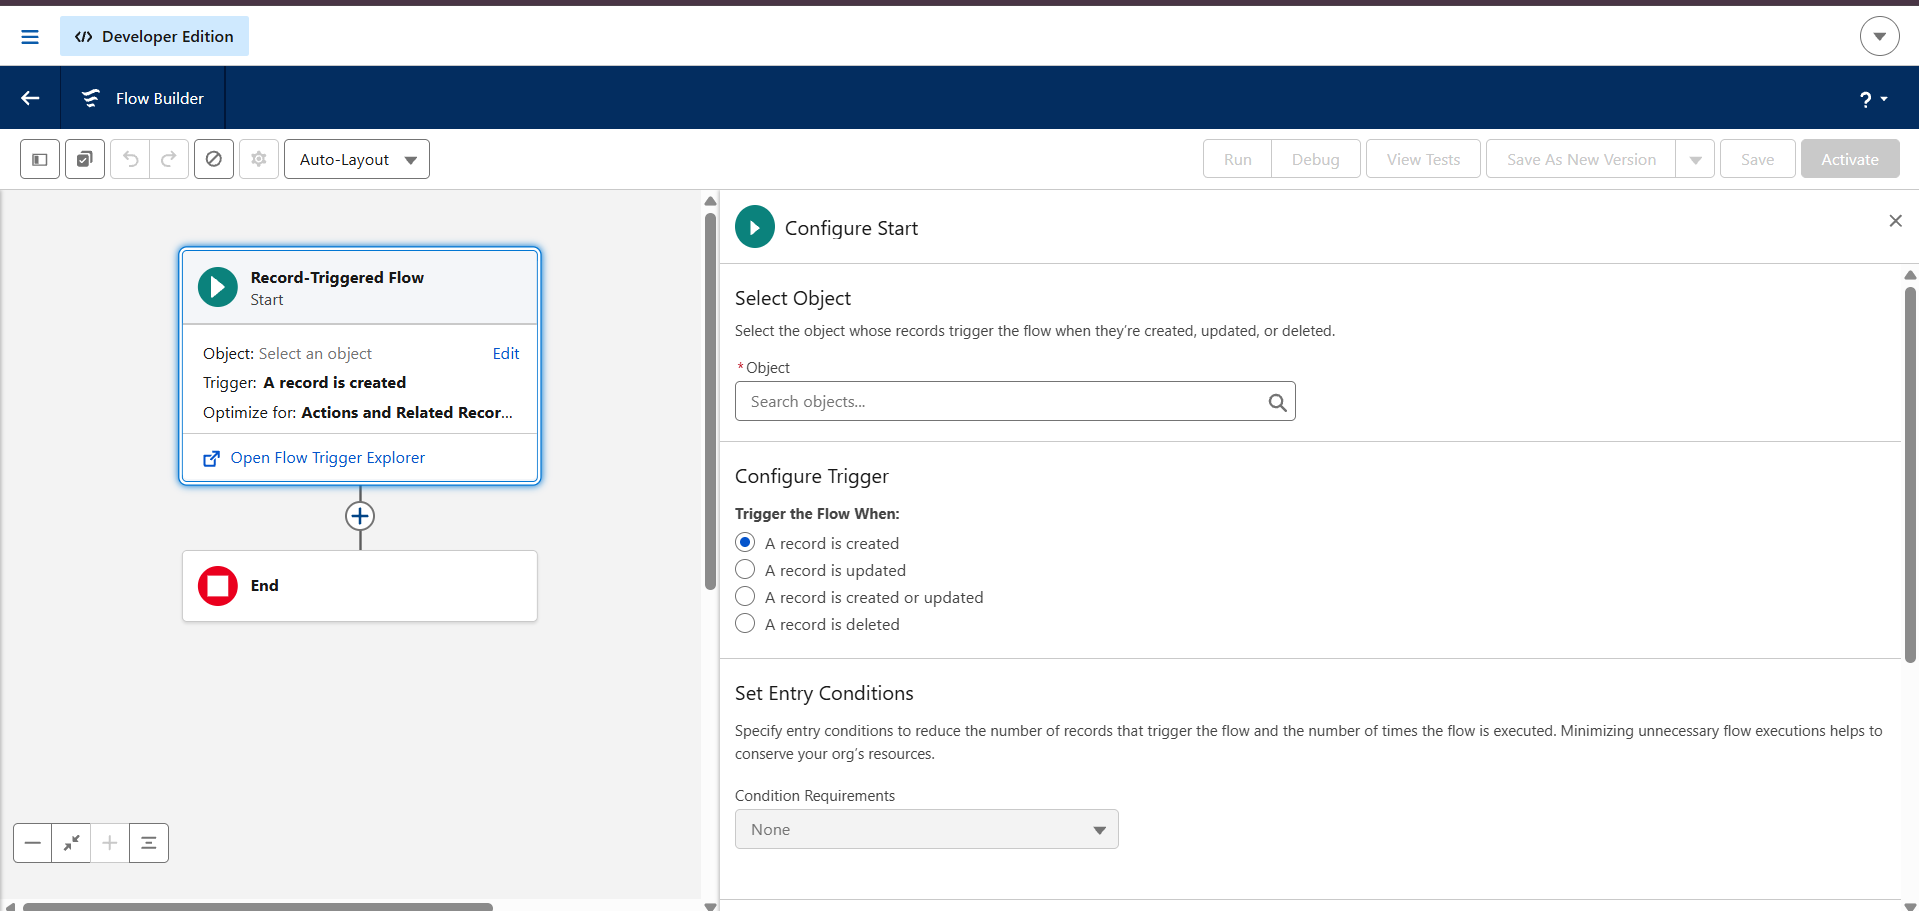 Developer Edition
Flow Builder
?
Auto-Layout
Run
Debug
View Tests
Save As New Version
Save
Activate
Record-Triggered Flow
Start
Object: Select an object
Edit
Trigger: A record is created
Optimize for: Actions and Related Recor...
Open Flow Trigger Explorer
End
Configure Start
Select Object
Select the object whose records trigger the flow when they’re created, updated, or deleted.
*Object
Search objects...
Configure Trigger
Trigger the Flow When:
A record is created
A record is updated
A record is created or updated
A record is deleted
Set Entry Conditions
Specify entry conditions to reduce the number of records that trigger the flow and the number of times the flow is executed. Minimizing unnecessary flow executions helps to
conserve your org’s resources.
Condition Requirements
None